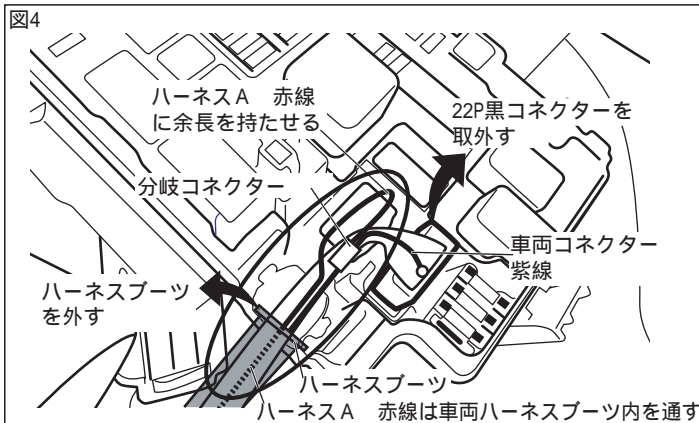 図4
ハーネスA　赤線
に余長を持たせる
22P黒コネクターを
取外す
分岐コネクター
車両コネクター
紫線
ハーネスブーツ
を外す
ハーネスブーツ
ハーネスA　赤線は車両ハーネスブーツ内を通す